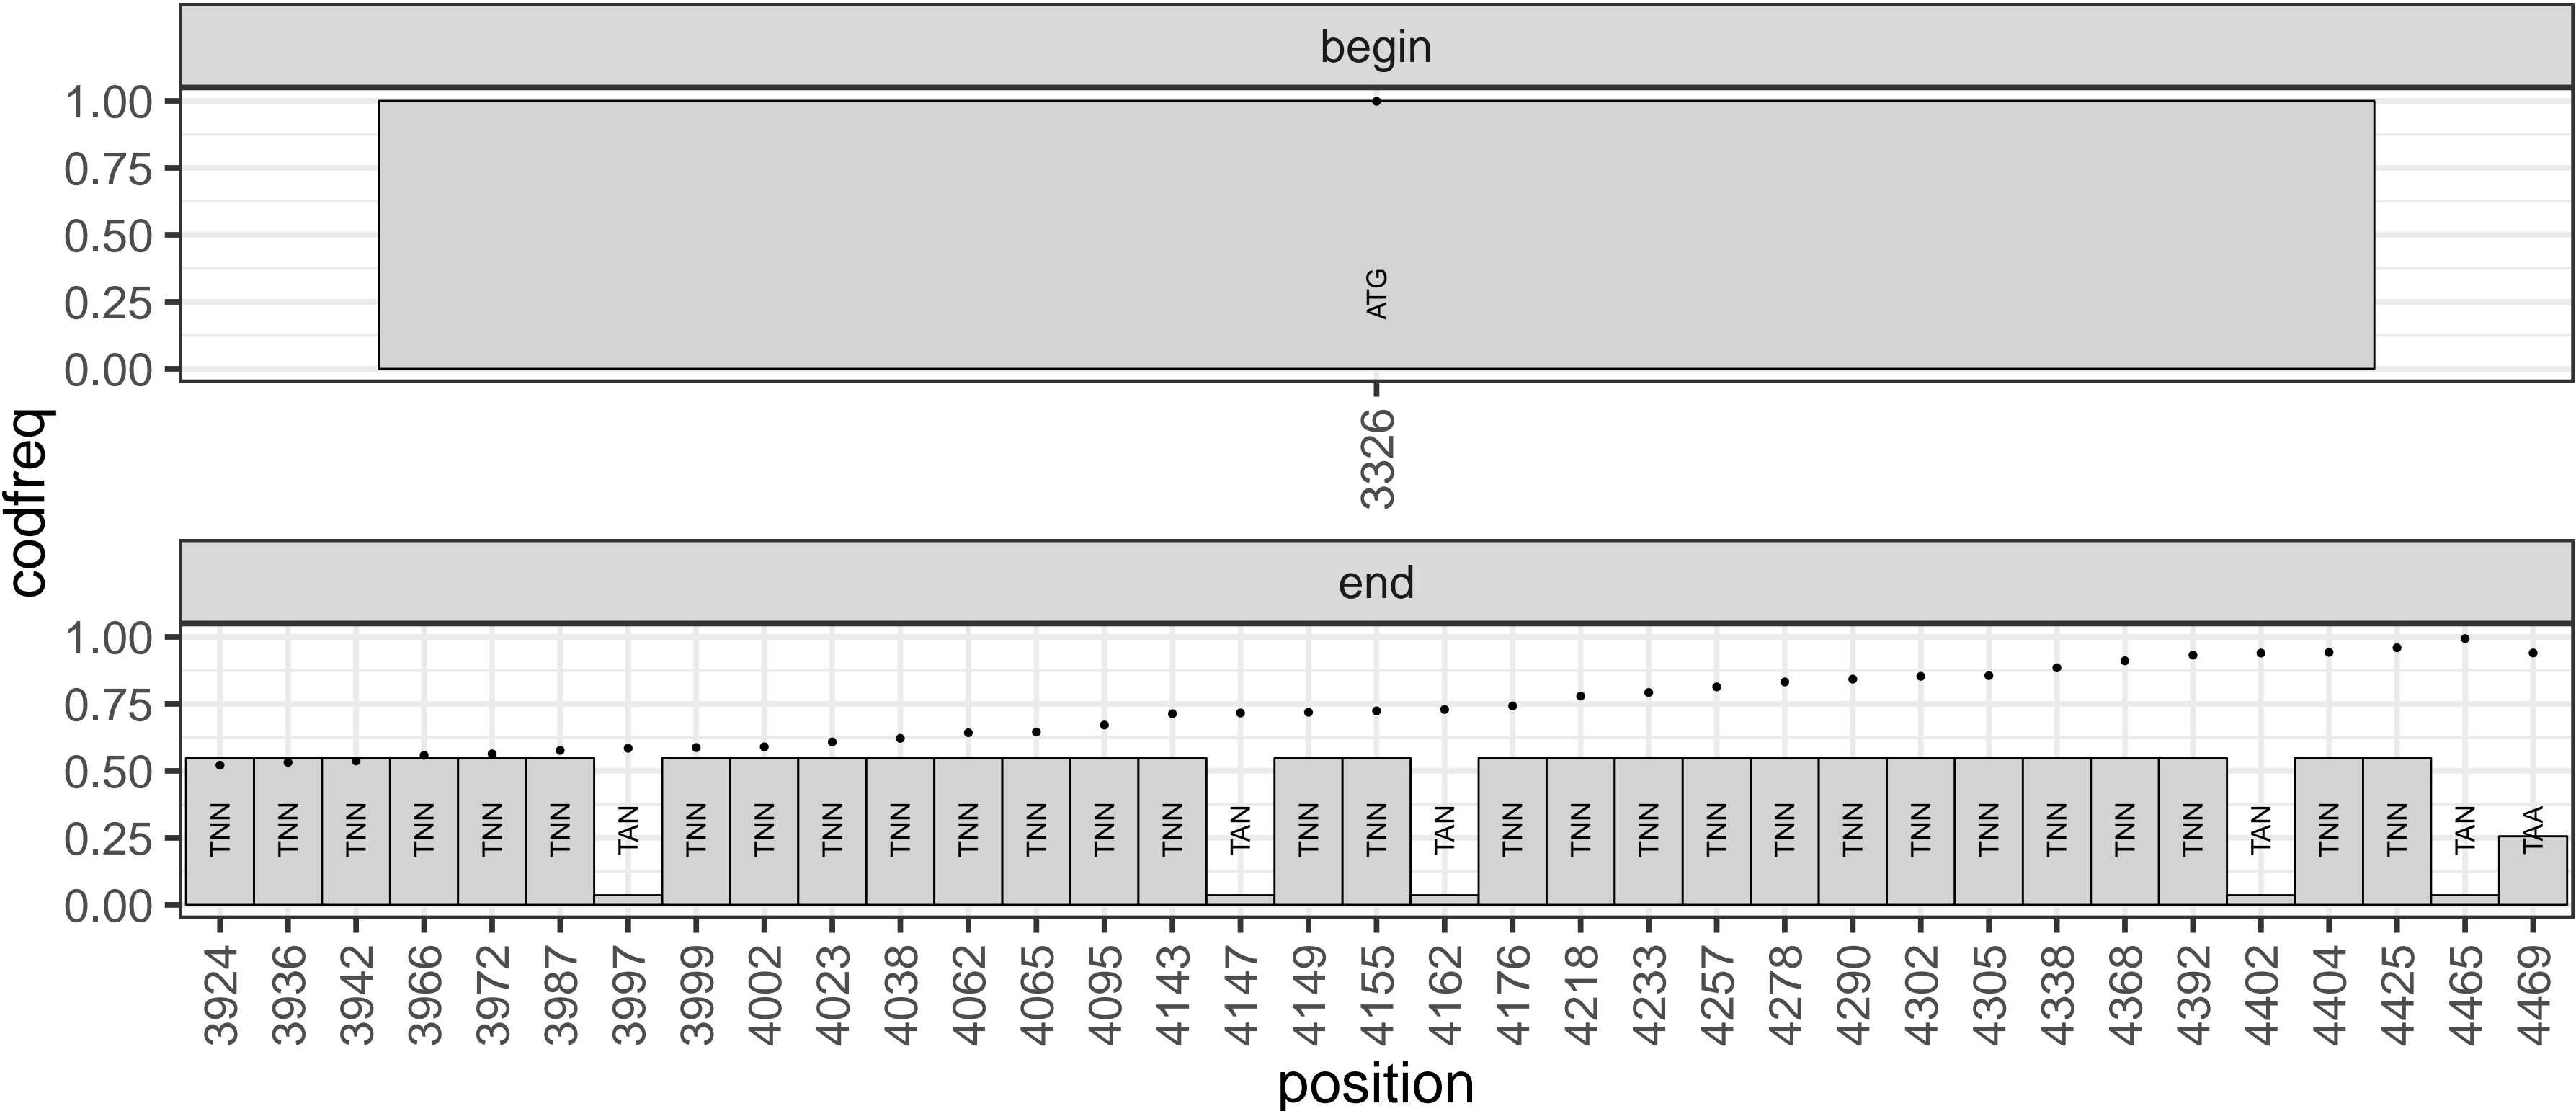 begin
1.00
0.75
0.50
0.25
0.00
ATG
3326
codfreq
end
1.00
0.75
0.50
0.25
0.00
TNN TNN TNN TNN TNN TNN TAN TNN TNN TNN TNN TNN TNN TNN TNN TAN TNN TNN TAN TNN TNN TNN TNN TNN TNN TNN TNN TNN TNN TNN TAN TNN TNN TAN TAA
3924 3936 3942 3966 3972 3987 3997 3999 4002 4023 4038 4062 4065 4095 4143 4147 4149 4155 4162 4176 4218 4233 4257 4278 4290 4302 4305 4338 4368 4392 4402 4404 4425 4465 4469
position